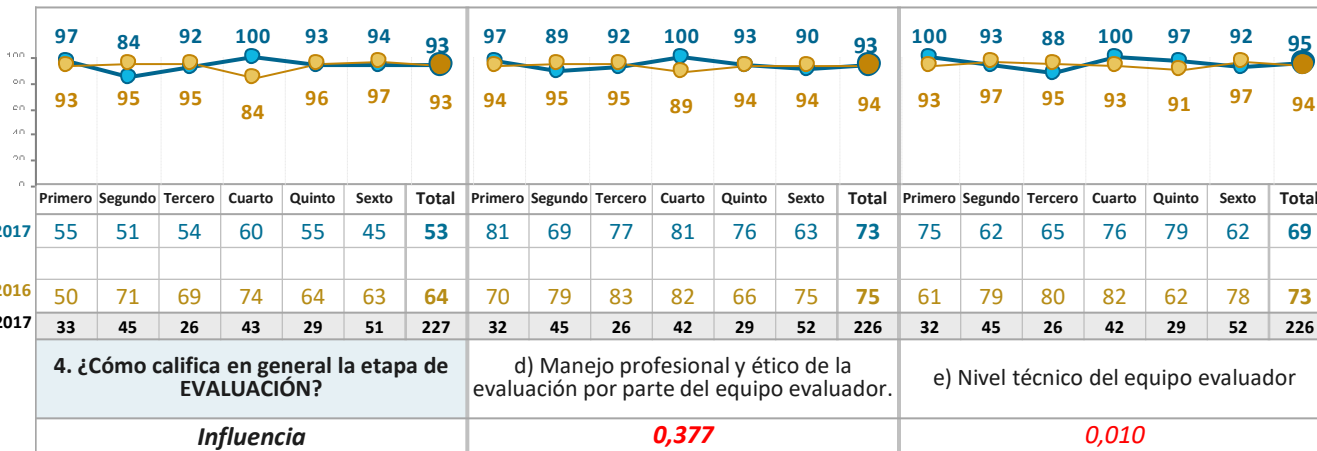 97 84 92 100 93 94 93 97 89 92 100 93 90 93 100 93 88 100 97 92 95
100
80
60
40
20
0
93 95 95 84 96 97 93 94 95 95 89 94 94 94 93 97 95 93 91 97 94
Primero Segundo Tercero Cuarto Quinto Sexto Total Primero Segundo Tercero Cuarto Quinto Sexto Total Primero Segundo Tercero Cuarto Quinto Sexto Total
2017 55 51 54 60 55 45 53 81 69 77 81 76 63 73 75 62 65 76 79 62 69
2016 50 71 69 74 64 63 64 70 79 83 82 66 75 75 61 79 80 82 62 78 73
2017 33 45 26 43 29 51 227 32 45 26 42 29 52 226 32 45 26 42 29 52 226
4. ¿Cómo califica en general la etapa de
EVALUACIÓN?
d) Manejo profesional y ético de la
evaluación por parte del equipo evaluador.
e) Nivel técnico del equipo evaluador
Influencia 0,377 0,010